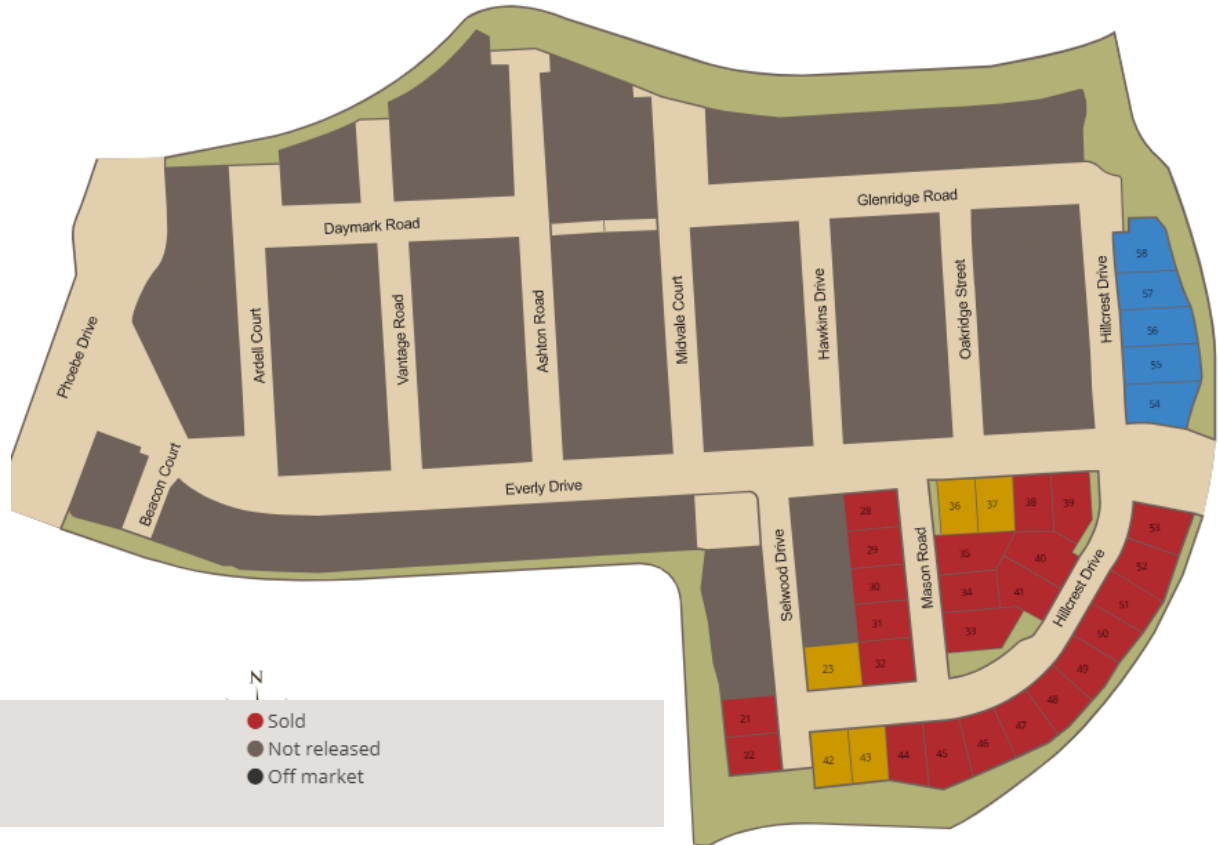 Glenridge Road
Daymark Road
58
57
56
55
54
Hillcrest Drive
Oakridge Street
Hawkins Drive
Midvale Court
Ashton Road
Vantage Road
Ardell Court
Phoebe Drive
Beacon Court
Everly Drive
28
29
30
31
32
23
Selwood Drive
Mason Road
36
37
38
39
35
40
34
41
33
Hillcrest Drive
53
52
51
50
49
48
47
46
45
44
43
42
21
22
N
Sold
Not released
Off market